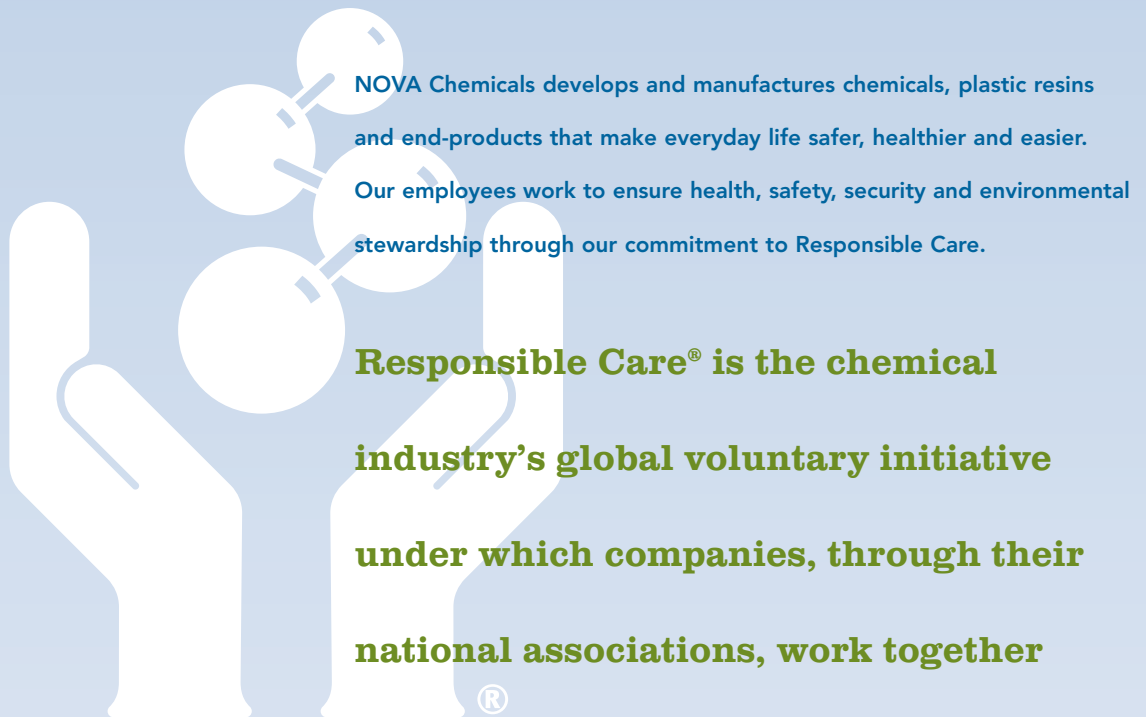 NOVA Chemicals develops and manufactures chemicals, plastic resins
and end-products that make everyday life safer, healthier and easier.
Our employees work to ensure health, safety, security and environmental
stewardship through our commitment to Responsible Care.
Responsible Care® is the chemical
industry’s global voluntary initiative
under which companies, through their
national associations, work together
®